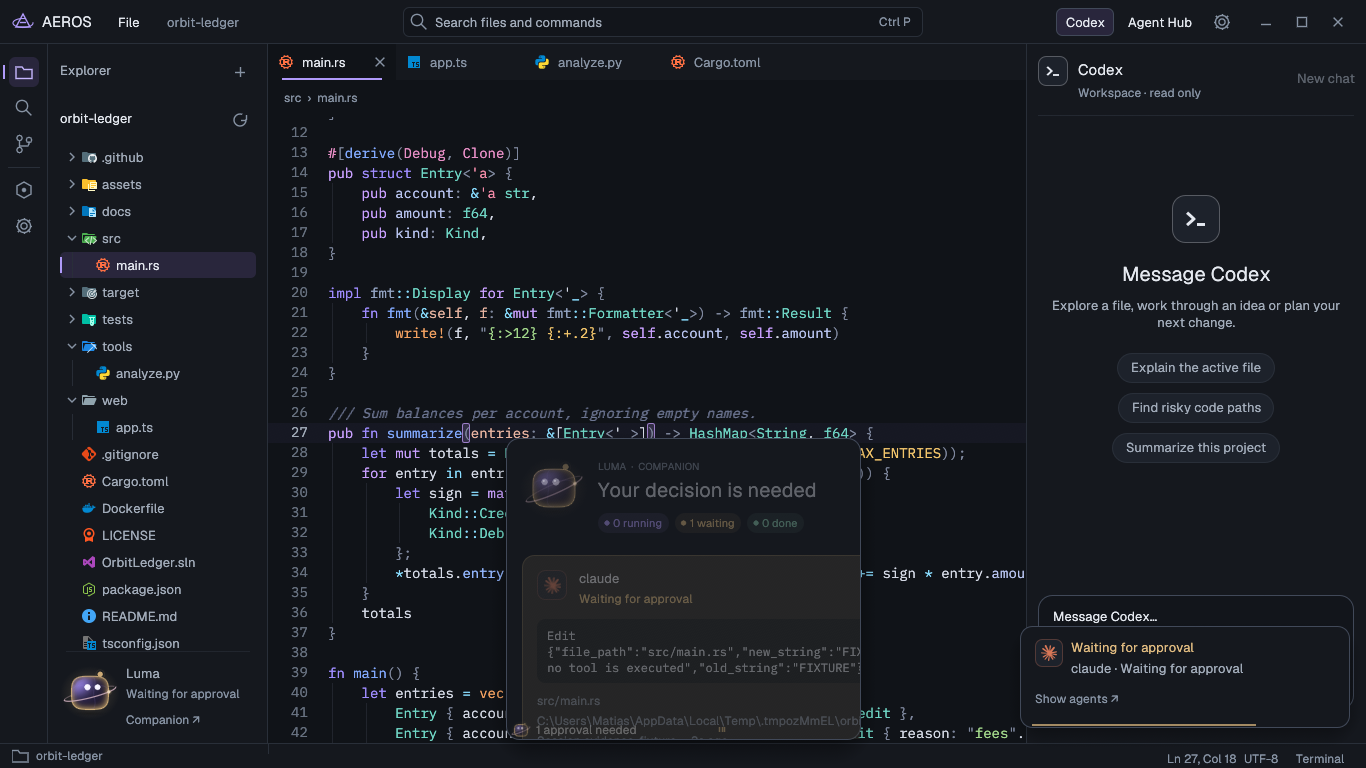 AEROS File orbit-ledger Search files and commands Ctrl P Codex Agent Hub
Explorer
orbit-ledger
.github
assets
docs
src
main.rs
target
tests
tools
analyze.py
web
app.ts
.gitignore
Cargo.toml
Dockerfile
LICENSE
OrbitLedger.sln
package.json
README.md
tsconfig.json
Luma
Waiting for approval
Companion ↗
main.rs app.ts analyze.py Cargo.toml
src › main.rs
12
13 #[derive(Debug, Clone)]
14 pub struct Entry<'a> {
15 pub account: &'a str,
16 pub amount: f64,
17 pub kind: Kind,
18 }
19
20 impl fmt::Display for Entry<'_> {
21 fn fmt(&self, f: &mut fmt::Formatter<'_>) -> fmt::Result {
22 write!(f, "{:>12} {:+.2}", self.account, self.amount)
23 }
24 }
25
26 /// Sum balances per account, ignoring empty names.
27 pub fn summarize(entries: &[Entry<'_>]) -> HashMap<String, f64> {
28 let mut totals = AX_ENTRIES));
29 for entry in entr )) {
30 let sign = ma
31 Kind::Cre
32 Kind::Deb
33 };
34 *totals.entry += sign * entry.amou
35 }
36 totals
37 }
38
39 fn main() {
40 let entries = vec
41 Entry { accou edit },
42 Entry { accou it { reason: "fees".
LUMA · COMPANION
Your decision is needed
0 running 1 waiting 0 done
claude
Waiting for approval
Edit
{"file_path":"src/main.rs","new_string":"FIX
no tool is executed","old_string":"FIXTURE"}
src/main.rs
C:\Users\Matias\AppData\Local\Temp\.tmpozMmEL\orb
1 approval needed
Codex
Workspace · read only
New chat
Message Codex
Explore a file, work through an idea or plan your
next change.
Explain the active file
Find risky code paths
Summarize this project
Message Codex…
Waiting for approval
claude · Waiting for approval
Show agents ↗
orbit-ledger Ln 27, Col 18 UTF-8 Terminal